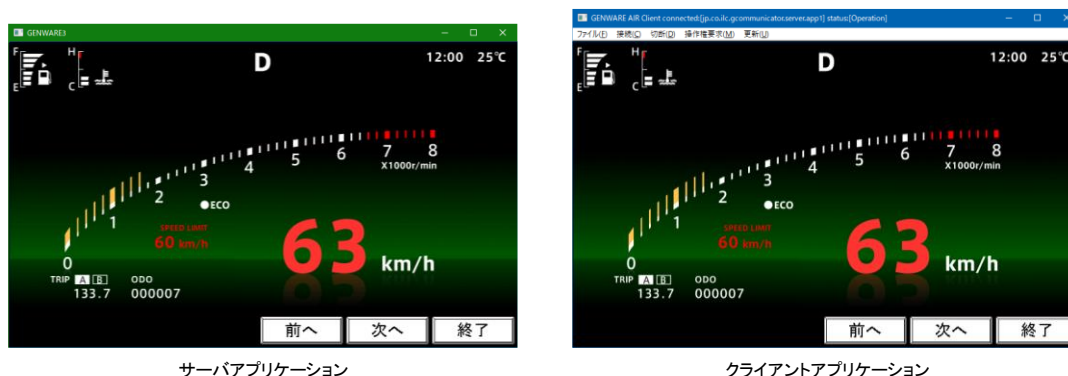 GENWARE3
F
E
H
C
D
12:00 25℃
0 1 2 3 4 5 6 7 8
X1000r/min
ECO
SPEED LIMIT
60 km/h
63 km/h
TRIP A B ODO
133.7 000007
前へ 次へ 終了
サーバアプリケーション
GENWARE AIR Client connected:[jp.co.ilc.gcommunicator.server.app1] status:[Operation]
ファイル(F) 接続(C) 切断(D) 操作権要求(M) 更新(U)
F
E
H
C
D
12:00 25℃
0 1 2 3 4 5 6 7 8
X1000r/min
ECO
SPEED LIMIT
60 km/h
63 km/h
TRIP A B ODO
133.7 000007
前へ 次へ 終了
クライアントアプリケーション